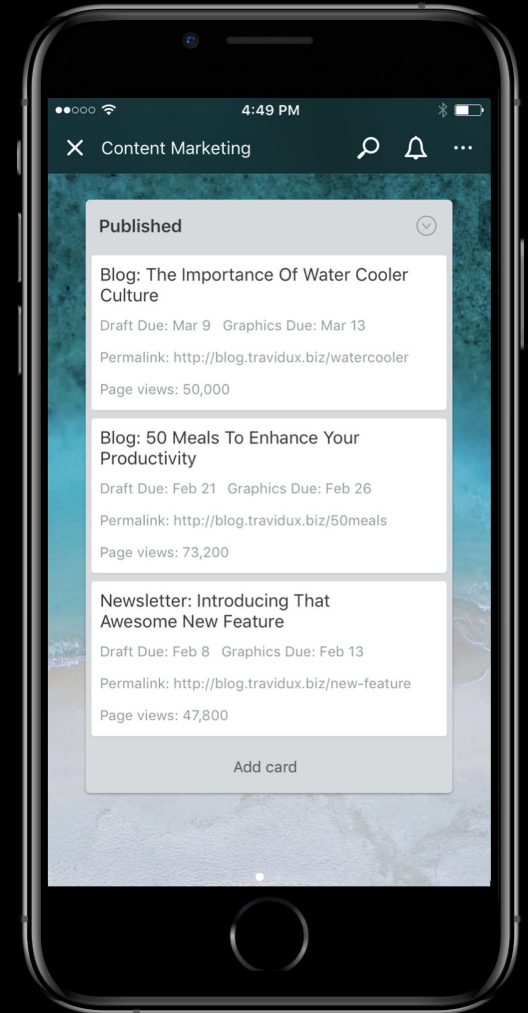 4:49 PM
Content Marketing
Published
Blog: The Importance Of Water Cooler
Culture
Draft Due: Mar 9 Graphics Due: Mar 13
Permalink: http://blog.travidux.biz/watercooler
Page views: 50,000
Blog: 50 Meals To Enhance Your
Productivity
Draft Due: Feb 21 Graphics Due: Feb 26
Permalink: http://blog.travidux.biz/50meals
Page views: 73,200
Newsletter: Introducing That
Awesome New Feature
Draft Due: Feb 8 Graphics Due: Feb 13
Permalink: http://blog.travidux.biz/new-feature
Page views: 47,800
Add card